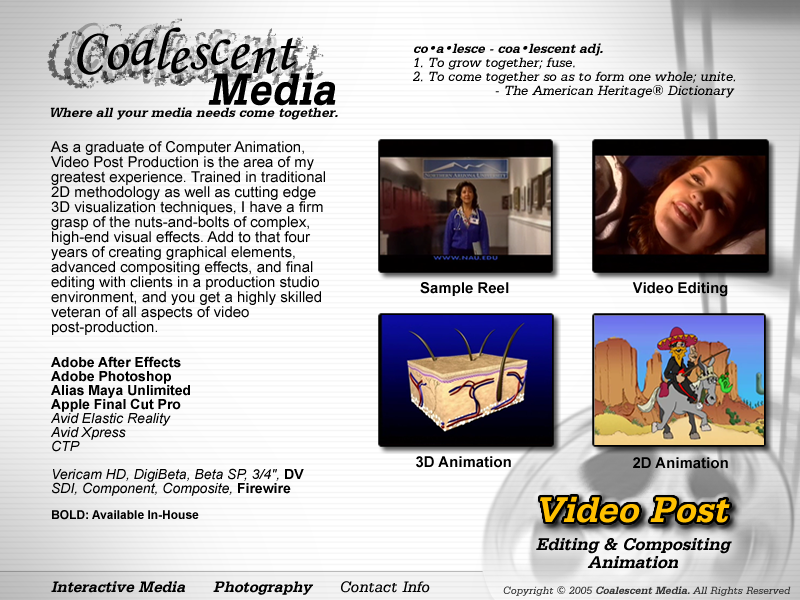 Coalescent
Media
Where all your media needs come together.
co•a•lesce - coa•lescent adj.
1. To grow together; fuse.
2. To come together so as to form one whole; unite.
- The American Heritage® Dictionary
As a graduate of Computer Animation,
Video Post Production is the area of my
greatest experience. Trained in traditional
2D methodology as well as cutting edge
3D visualization techniques, I have a firm
grasp of the nuts-and-bolts of complex,
high-end visual effects. Add to that four
years of creating graphical elements,
advanced compositing effects, and final
editing with clients in a production studio
environment, and you get a highly skilled
veteran of all aspects of video
post-production.
Adobe After Effects
Adobe Photoshop
Alias Maya Unlimited
Apple Final Cut Pro
Avid Elastic Reality
Avid Xpress
CTP
Vericam HD, DigiBeta, Beta SP, 3/4", DV
SDI, Component, Composite, Firewire
BOLD: Available In-House
NORTHERN ARIZONA UNIVERSITY
WWW.NAU.EDU
Sample Reel
Video Editing
3D Animation
2D Animation
Video Post
Editing & Compositing
Animation
Interactive Media Photography Contact Info
Copyright © 2005 Coalescent Media. All Rights Reserved